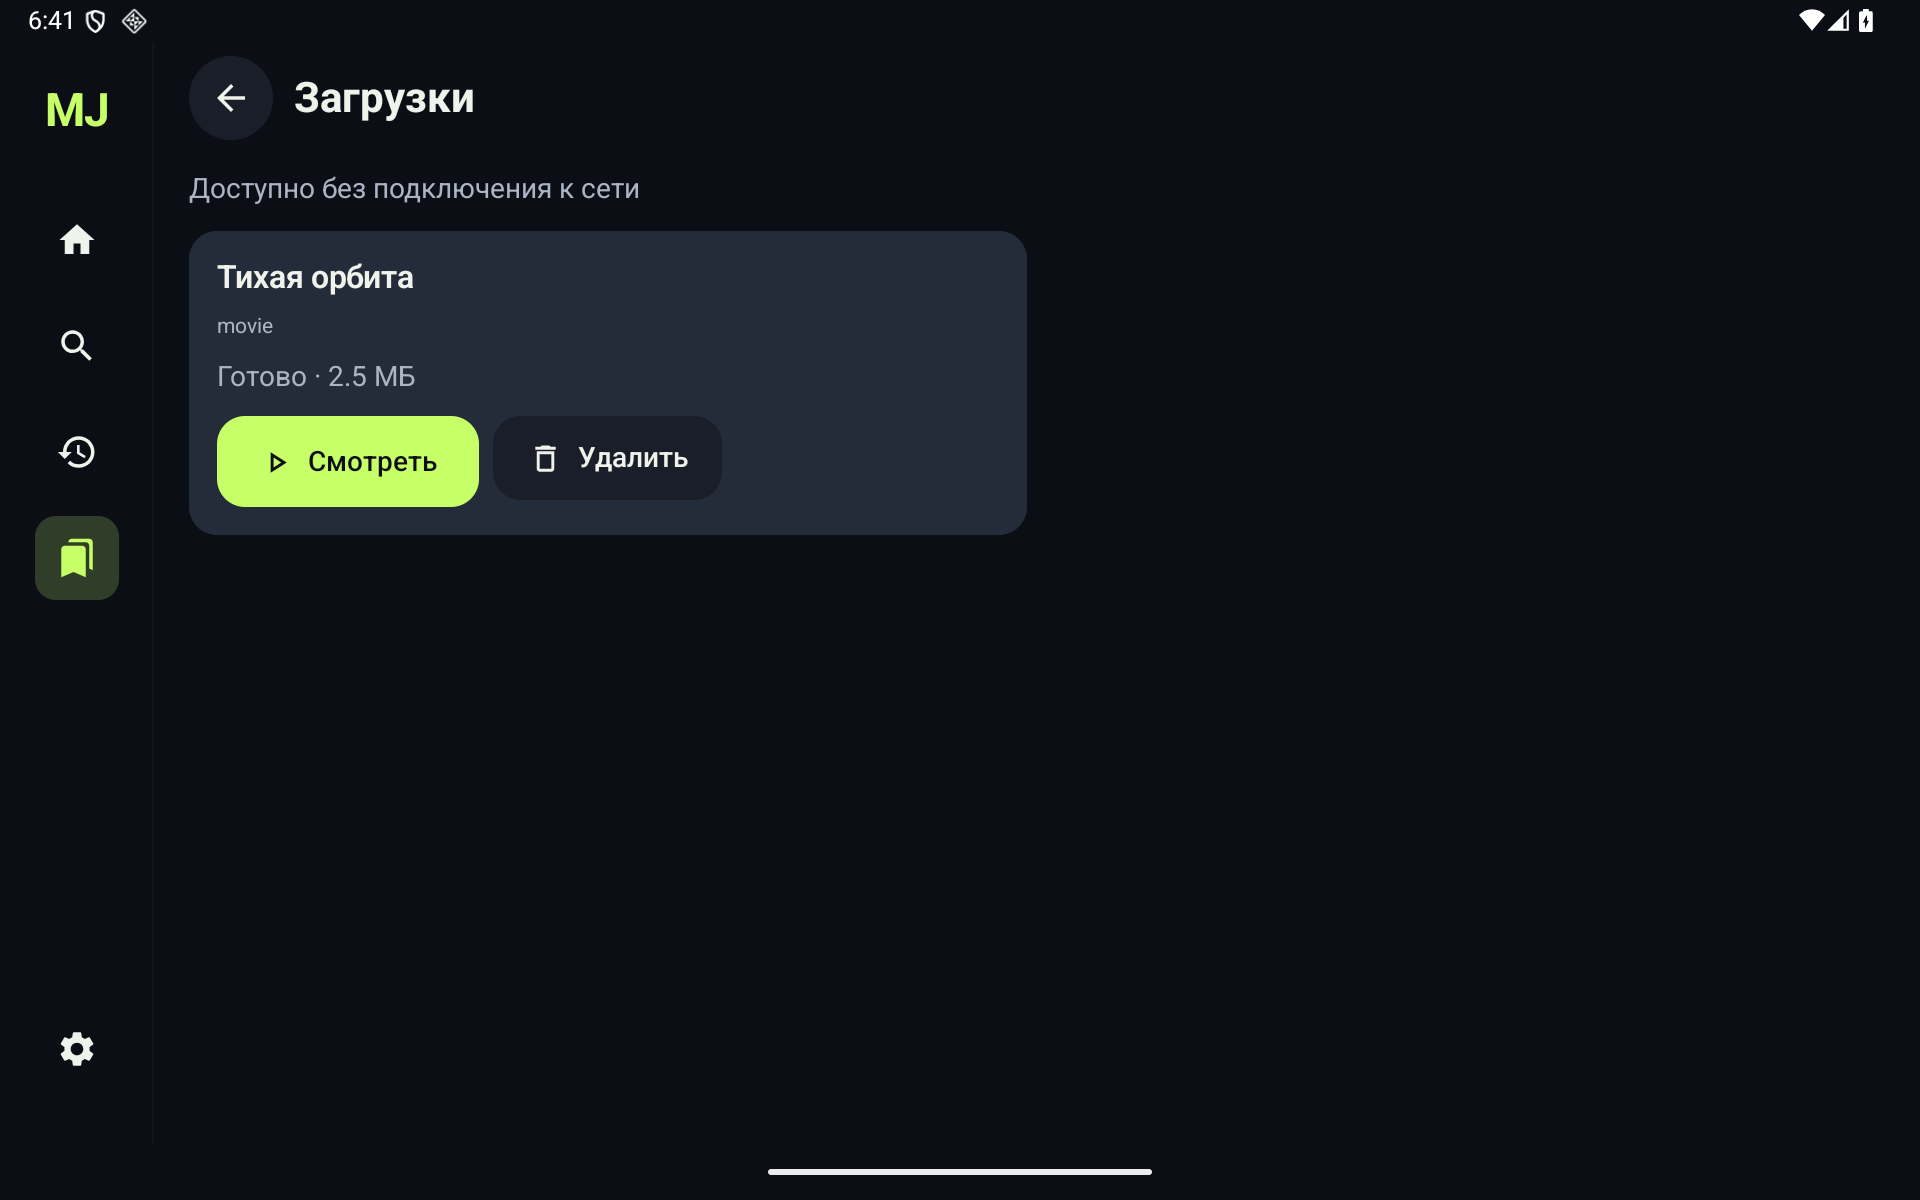 6:41
MJ
Загрузки
Доступно без подключения к сети
Тихая орбита
movie
Готово · 2.5 МБ
Смотреть
Удалить